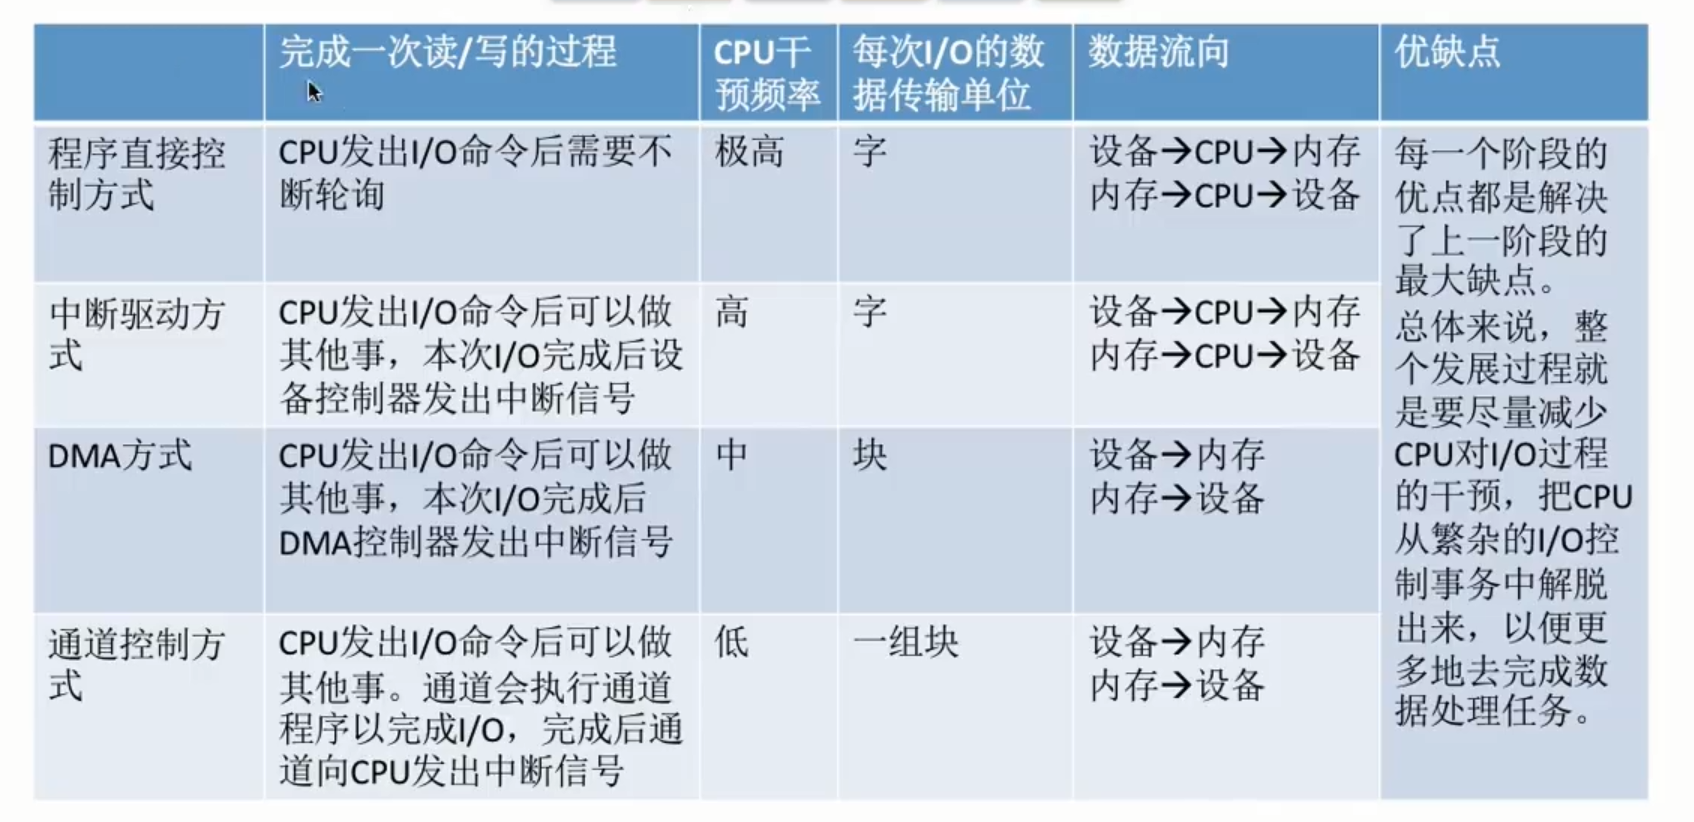 完成一次读/写的过程
CPU干
预频率
每次I/O的数
据传输单位
数据流向
优缺点
程序直接控
制方式
CPU发出I/O命令后需要不
断轮询
极高
字
设备→CPU→内存
内存→CPU→设备
每一个阶段的
优点都是解决
了上一阶段的
最大缺点。
总体来说，整
个发展过程就
是要尽量减少
CPU对I/O过程
的干预，把CPU
从繁杂的I/O控
制事务中解脱
出来，以便更
多地去完成数
据处理任务。
中断驱动方
式
CPU发出I/O命令后可以做
其他事，本次I/O完成后设
备控制器发出中断信号
高
字
设备→CPU→内存
内存→CPU→设备
DMA方式
CPU发出I/O命令后可以做
其他事，本次I/O完成后
DMA控制器发出中断信号
中
块
设备→内存
内存→设备
通道控制方
式
CPU发出I/O命令后可以做
其他事。通道会执行通道
程序以完成I/O，完成后通
道向CPU发出中断信号
低
一组块
设备→内存
内存→设备